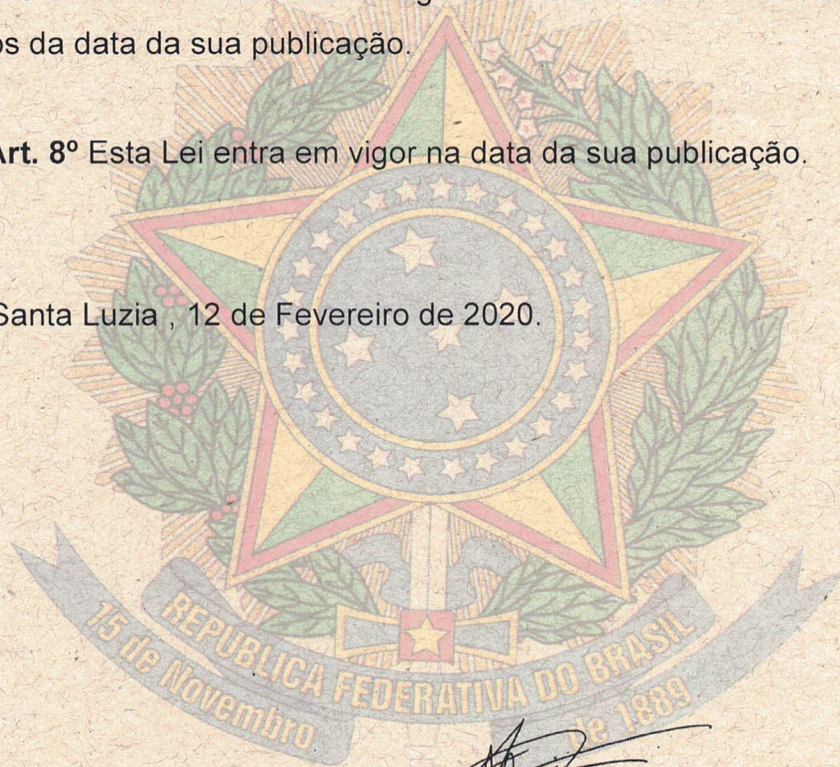 os da data da sua publicação.
Art. 8º Esta Lei entra em vigor na data da sua publicação.
Santa Luzia , 12 de Fevereiro de 2020.
REPUBLICA FEDERATIVA DO BRASIL
15 de Novembro
de 1889